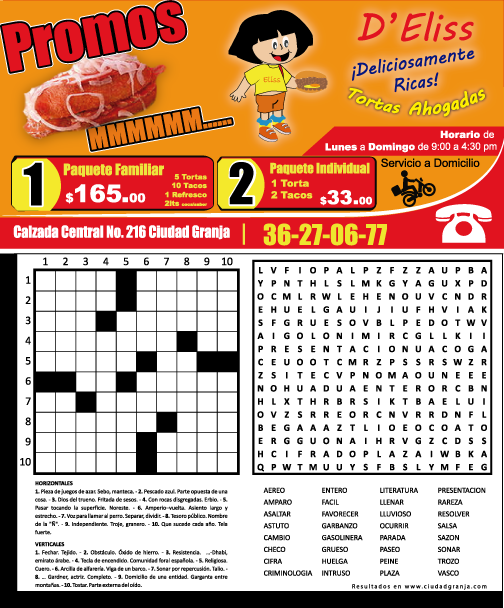 Promos
MMMMMM......
D'Eliss
¡Deliciosamente
Ricas!
Tortas Ahogadas
Eliss
Horario de
Lunes a Domingo de 9:00 a 4:30 pm
Servicio a Domicilio
1
Paquete Familiar
$165.00
5 Tortas
10 Tacos
1 Refresco
2lts
2
Paquete Individual
1 Torta
2 Tacos $33.00
Calzada Central No. 216 Ciudad Granja | 36-27-06-77
1 2 3 4 5 6 7 8 9 10
1
2
3
4
5
6
7
8
9
10
L V F I O P A L P Z F Z Z A U P B A
Y P N T H L S L M K G Y A G U X P D
O C M L R W L E H E N O U V C N D R
E H U E L G A U I J I U F H V I A K
S F G R U E S O V B L P E D O T W V
A I G O L O N I M I R C G L L K I I
P R E S E N T A C I O N U A C O G A
C E U O O T C M R Z P S S R S W Z R
Z S I T E C V P N O M A O U N E E E
N O H U A D U A E N T E R O R C B N
H L X T H R B R S I K T B A E L U I
O V Z S R R E O R C N V R R D N F L
B E G A A A Z T L I O E O C O A T O
E R G G U O N A I H R V G Z C D S S
H C I F R A D O P L A Z A I W B K A
Q P W T M U U Y S F B S L Y M F E G
HORIZONTALES
1. Pieza de juegos de azar. Sebo, manteca. - 2. Pescado azul. Parte opuesta de una
cosa. - 3. Dios del trueno. Fritada de sesos. - 4. Con rocas disgregadas. Erbio. - 5.
Pasar tocando la superficie. Noreste. - 6. Amperio-vuelta. Asiento largo y
estrecho. - 7. Voz para llamar al perro. Separar, dividir. - 8. Tesoro público. Nombre
de la "Ñ". - 9. Independiente. Troje, granero. - 10. Que sucede cada año. Tela
fuerte.
VERTICALES
1. Fechar. Tejido. - 2. Obstáculo. Óxido de hierro. - 3. Resistencia. ...-Dhabi,
emirato árabe. - 4. Tecla de encendido. Comunidad foral española. - 5. Religiosa.
Cuero. - 6. Arcilla de alfarería. Viga de un barco. - 7. Sonar por repercusión. Talio. -
8. ... Gardner, actriz. Completo. - 9. Domicilio de una entidad. Garganta entre
montañas. - 10. Tostar. Parte externa del oído.
AEREO ENTERO LITERATURA PRESENTACION
AMPARO FACIL LLENAR RAREZA
ASALTAR FAVORECER LLUVIOSO RESOLVER
ASTUTO GARBANZO OCURRIR SALSA
CAMBIO GASOLINERA PARADA SAZON
CHECO GRUESO PASEO SONAR
CIFRA HUELGA PEINE TROZO
CRIMINOLOGIA INTRUSO PLAZA VASCO
Resultados en www.ciudadgranja.com